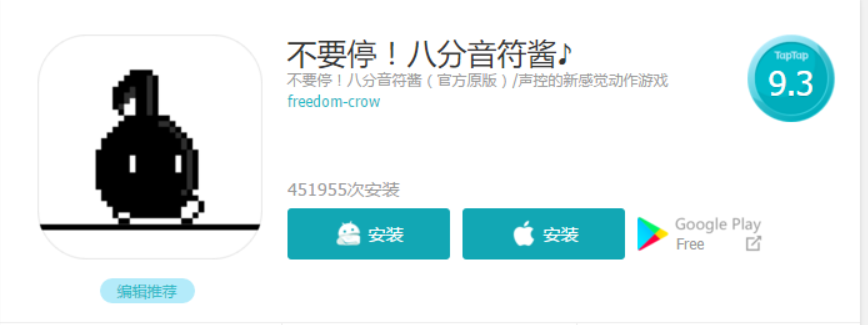 不要停！八分音符酱♪
不要停！八分音符酱（官方原版）/声控的新感觉动作游戏
freedom-crow
TapTap
9.3
451955次安装
安装
安装
Google Play
Free
编辑推荐